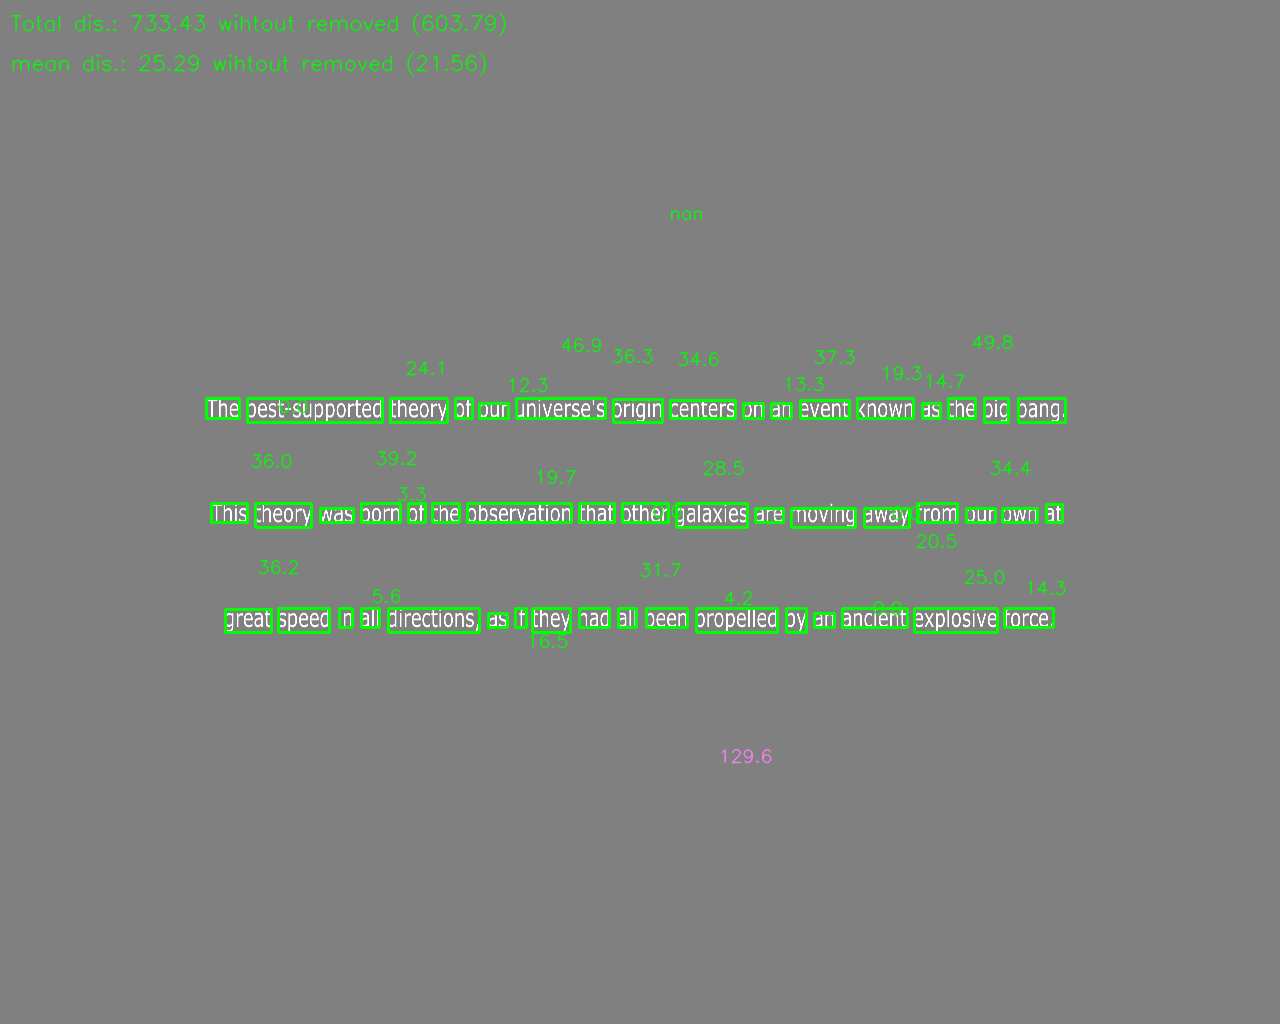 Total dis.: 733.43 wihtout removed (603.79)
mean dis.: 25.29 wihtout removed (21.56)
nan
46.9 36.3 34.6 37.3 49.8
24.1 12.3 13.3 19.3 14.7
The best-supported theory of our universe's origin centers on an event known as the big bang.
36.0 39.2 19.7 28.5 34.4
3.3
This theory was born of the observation that other galaxies are moving away from our own at
20.5
36.2 31.7 25.0 14.3
5.6 4.2 0.0
great speed in all directions, as if they had all been propelled by an ancient explosive force.
16.5
129.6